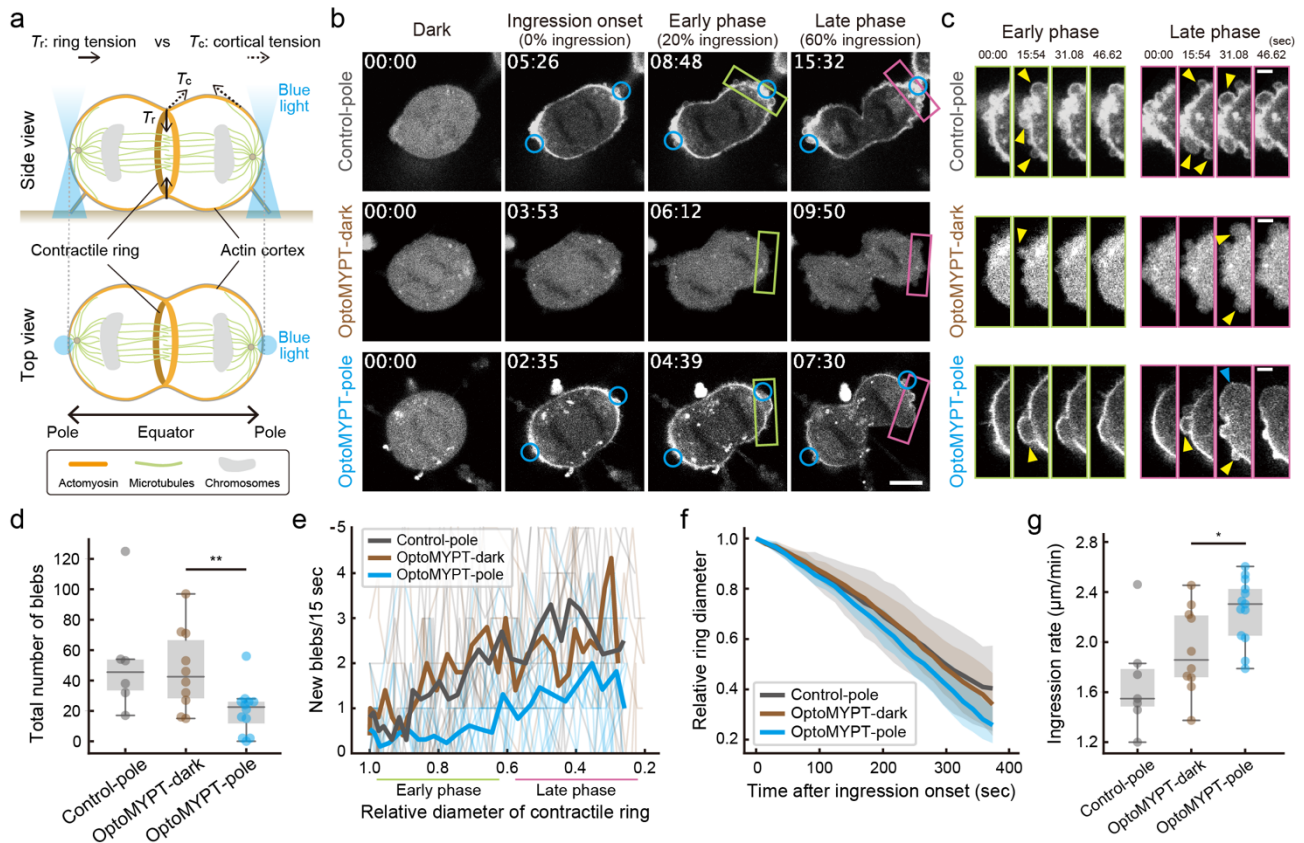 a
Tr: ring tension vs Tc: cortical tension
Tc
Tr
Blue
light
Side view
Contractile ring
Actin cortex
Top view
Blue
light
Pole
Equator
Pole
Actomyosin
Microtubules
Chromosomes
b
Dark
Ingression onset
(0% ingression)
Early phase
(20% ingression)
Late phase
(60% ingression)
Control-pole
00:00
05:26
08:48
15:32
OptoMYPT-dark
00:00
03:53
06:12
09:50
OptoMYPT-pole
00:00
02:35
04:39
07:30
c
Early phase
Late phase
00:00 15:54 31.08 46.62
00:00 15:54 31.08 46.62
(sec)
d
Total number of blebs
120
100
80
60
40
20
0
**
Control-pole
OptoMYPT-dark
OptoMYPT-pole
e
New blebs/15 sec
-5
4
3
2
1
0
Control-pole
OptoMYPT-dark
OptoMYPT-pole
1.0 0.8 0.6 0.4 0.2
Early phase
Late phase
Relative diameter of contractile ring
f
Relative ring diameter
1.0
0.8
0.6
0.4
0.2
Control-pole
OptoMYPT-dark
OptoMYPT-pole
0 100 200 300 400
Time after ingression onset (sec)
g
Ingression rate (μm/min)
2.8
2.4
2.0
1.6
1.2
*
Control-pole
OptoMYPT-dark
OptoMYPT-pole